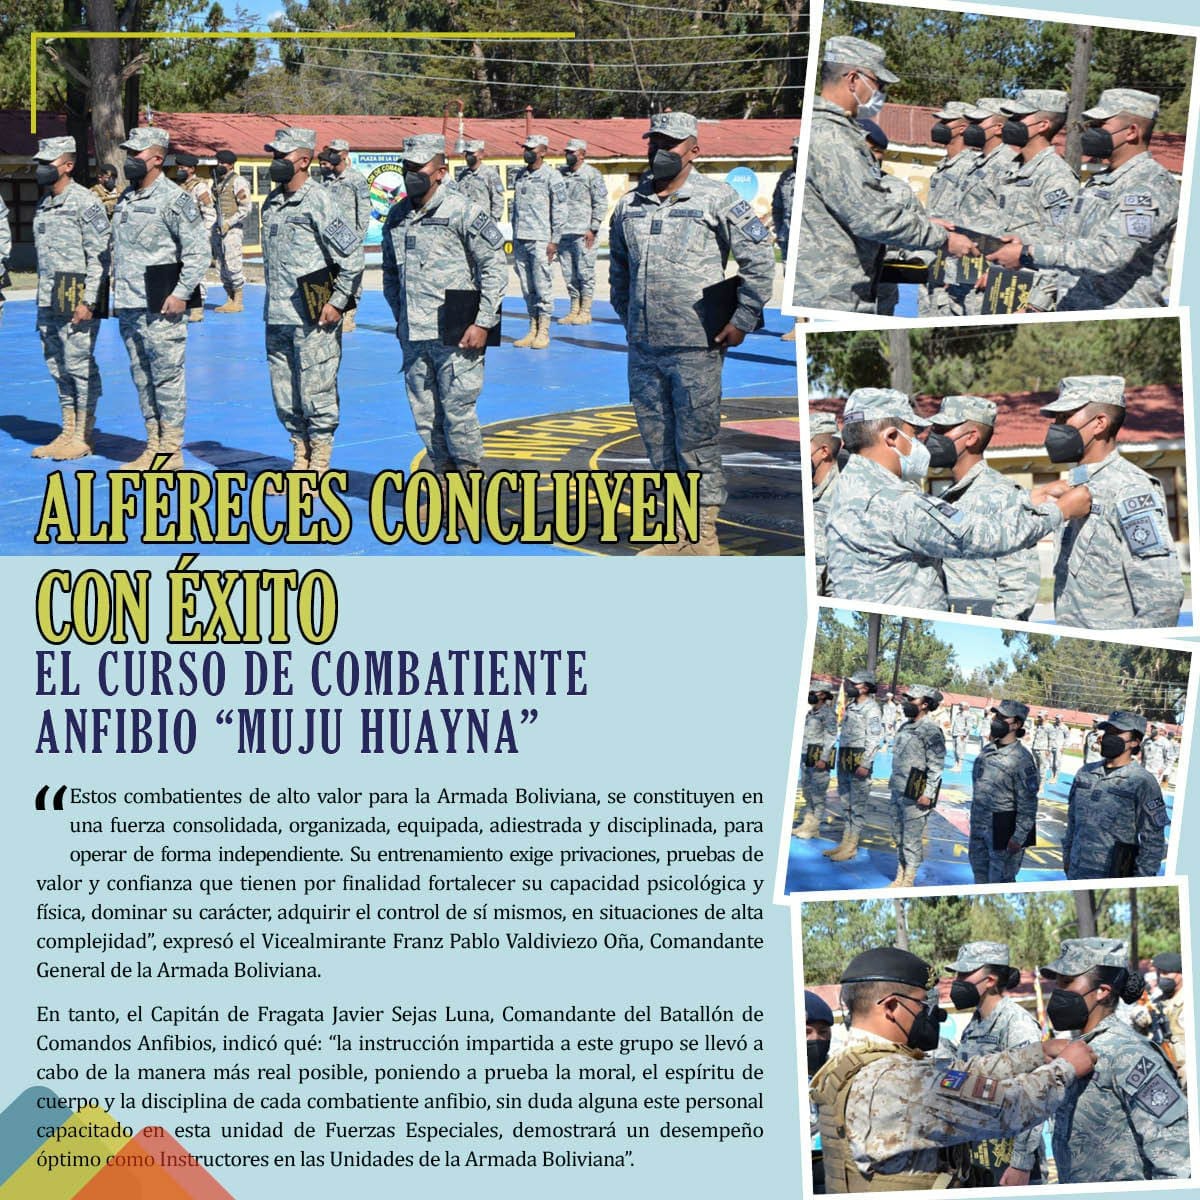 PLAZA DE LA
ALFÉRECES CONCLUYEN
CON ÉXITO
EL CURSO DE COMBATIENTE
ANFIBIO “MUJU HUAYNA”
“Estos combatientes de alto valor para la Armada Boliviana, se constituyen en
una fuerza consolidada, organizada, equipada, adiestrada y disciplinada, para
operar de forma independiente. Su entrenamiento exige privaciones, pruebas de
valor y confianza que tienen por finalidad fortalecer su capacidad psicológica y
física, dominar su carácter, adquirir el control de sí mismos, en situaciones de alta
complejidad”, expresó el Vicealmirante Franz Pablo Valdiviezo Oña, Comandante
General de la Armada Boliviana.
En tanto, el Capitán de Fragata Javier Sejas Luna, Comandante del Batallón de
Comandos Anfibios, indicó qué: “la instrucción impartida a este grupo se llevó a
cabo de la manera más real posible, poniendo a prueba la moral, el espíritu de
cuerpo y la disciplina de cada combatiente anfibio, sin duda alguna este personal
capacitado en esta unidad de Fuerzas Especiales, demostrará un desempeño
óptimo como Instructores en las Unidades de la Armada Boliviana”.